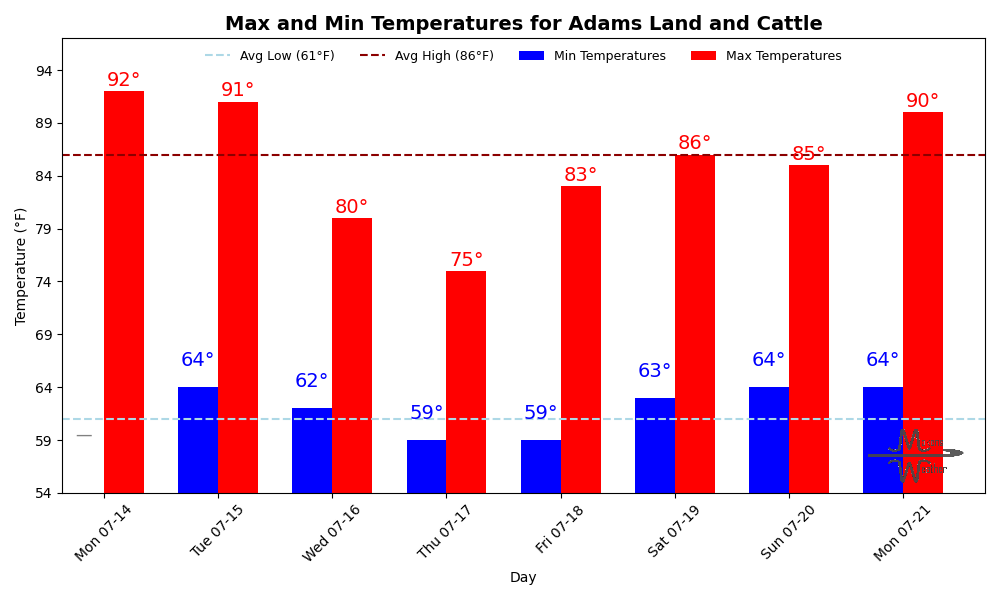 Max and Min Temperatures for Adams Land and Cattle
Avg Low (61°F) Avg High (86°F) Min Temperatures Max Temperatures
Temperature (°F)
94
89
84
79
74
69
64
59
54
—
92°
64° 91°
62° 80°
59° 75°
59° 83°
63° 86°
64° 85°
64° 90°
Mon 07-14
Tue 07-15
Wed 07-16
Thu 07-17
Fri 07-18
Sat 07-19
Sun 07-20
Mon 07-21
Day